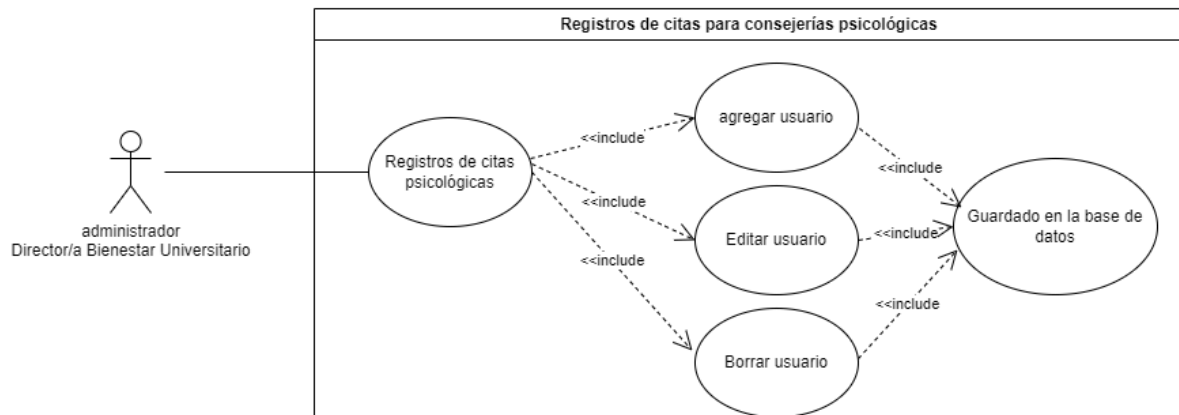 Registros de citas para consejerías psicológicas
agregar usuario
<<include
<<include
Registros de citas
psicológicas
<<include
Editar usuario
<<include
Guardado en la base de
datos
administrador
Director/a Bienestar Universitario
<<include
<<include
Borrar usuario